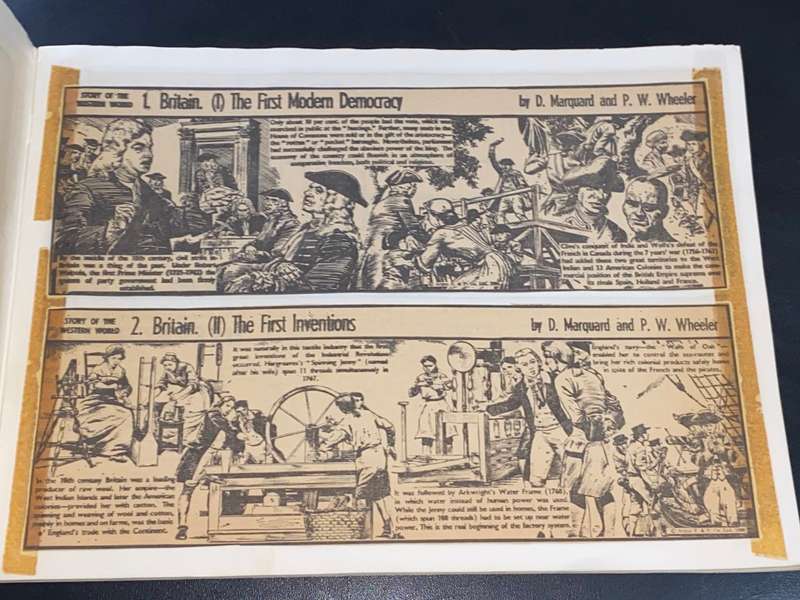 STORY OF THE
WESTERN WORLD
1. Britain. (I) The First Modern Democracy
by D. Marquard and P. W. Wheeler
Only about 10 per cent. of the people had the vote, which was
exercised in public at the "hustings." Further, many seats in the
House of Commons were sold or in the gift of the aristocracy—
the "rotten" or "pocket" boroughs. Nevertheless, parliament
had successfully challenged the direct power of the king. The
of the country could flourish in an atmosphere of
comparative freedom, both political and religious.
By the middle of the 18th century, civil strife in
Britain was a thing of the past. Under Robert
Walpole, the first Prime Minister (1721-1742) the
system of party government had been firmly
established.
Clive's conquest of India and Wolfe's defeat of the
French in Canada during the 7 years' war (1756-1763)
had added these two great territories to the West
Indian and 13 American Colonies to make the
martial position of the British Empire supreme over
its rivals Spain, Holland and France.
STORY OF THE
WESTERN WORLD
2. Britain. (II) The First Inventions
by D. Marquard and P. W. Wheeler
It was naturally in this textile industry that the first
great inventions of the Industrial Revolution
occurred. Hargreaves's "Spinning Jenny" (named
after his wife) spun 11 threads simultaneously in
1767.
England's navy—the "Walls of Oak"—
enabled her to control the sea-routes and
bring her rich colonial products safely home
in spite of the French and the pirates.
In the 18th century Britain was a leading
producer of raw wool. Her empire—the
West Indian Islands and later the American
colonies—provided her with cotton. The
spinning and weaving of wool and cotton,
mainly in homes and on farms, was the basis
of England's trade with the Continent.
It was followed by Arkwright's Water Frame (1768),
in which water instead of human power was used.
While the Jenny could still be used in homes, the Frame
(which spun 100 threads) had to be set up near water
power. This is the real beginning of the factory system.